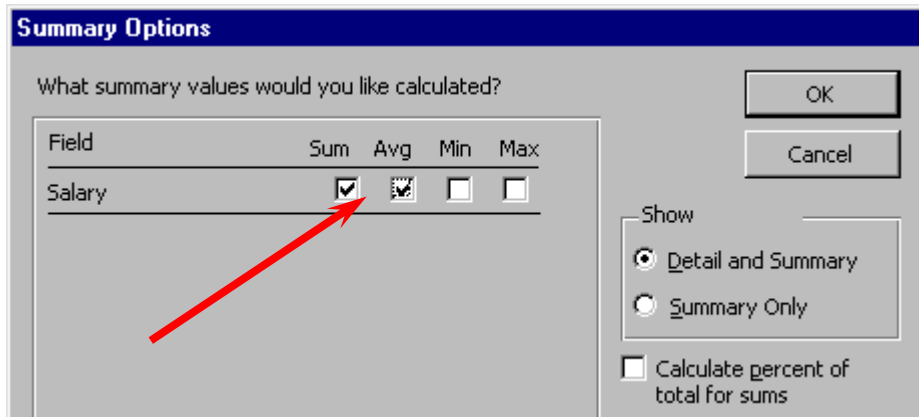 Summary Options
What summary values would you like calculated?
OK
Cancel
Field Sum Avg Min Max
Salary
Show
Detail and Summary
Summary Only
Calculate percent of
total for sums